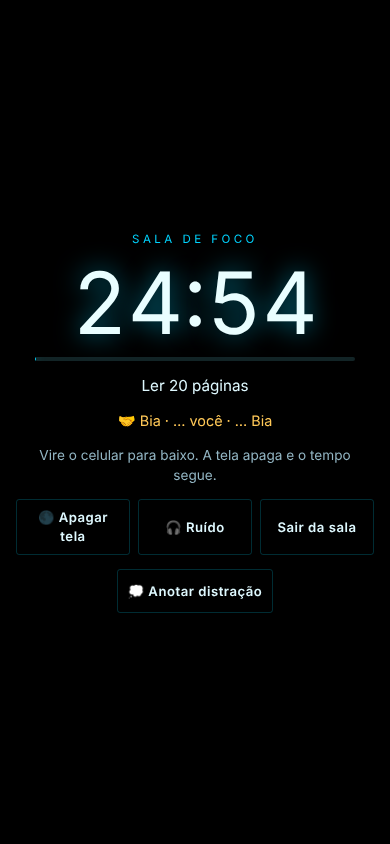 SALA DE FOCO
24:54
Ler 20 páginas
🤝 Bia · … você · … Bia
Vire o celular para baixo. A tela apaga e o tempo
segue.
🌑 Apagar
tela
🎧 Ruído
Sair da sala
💭 Anotar distração